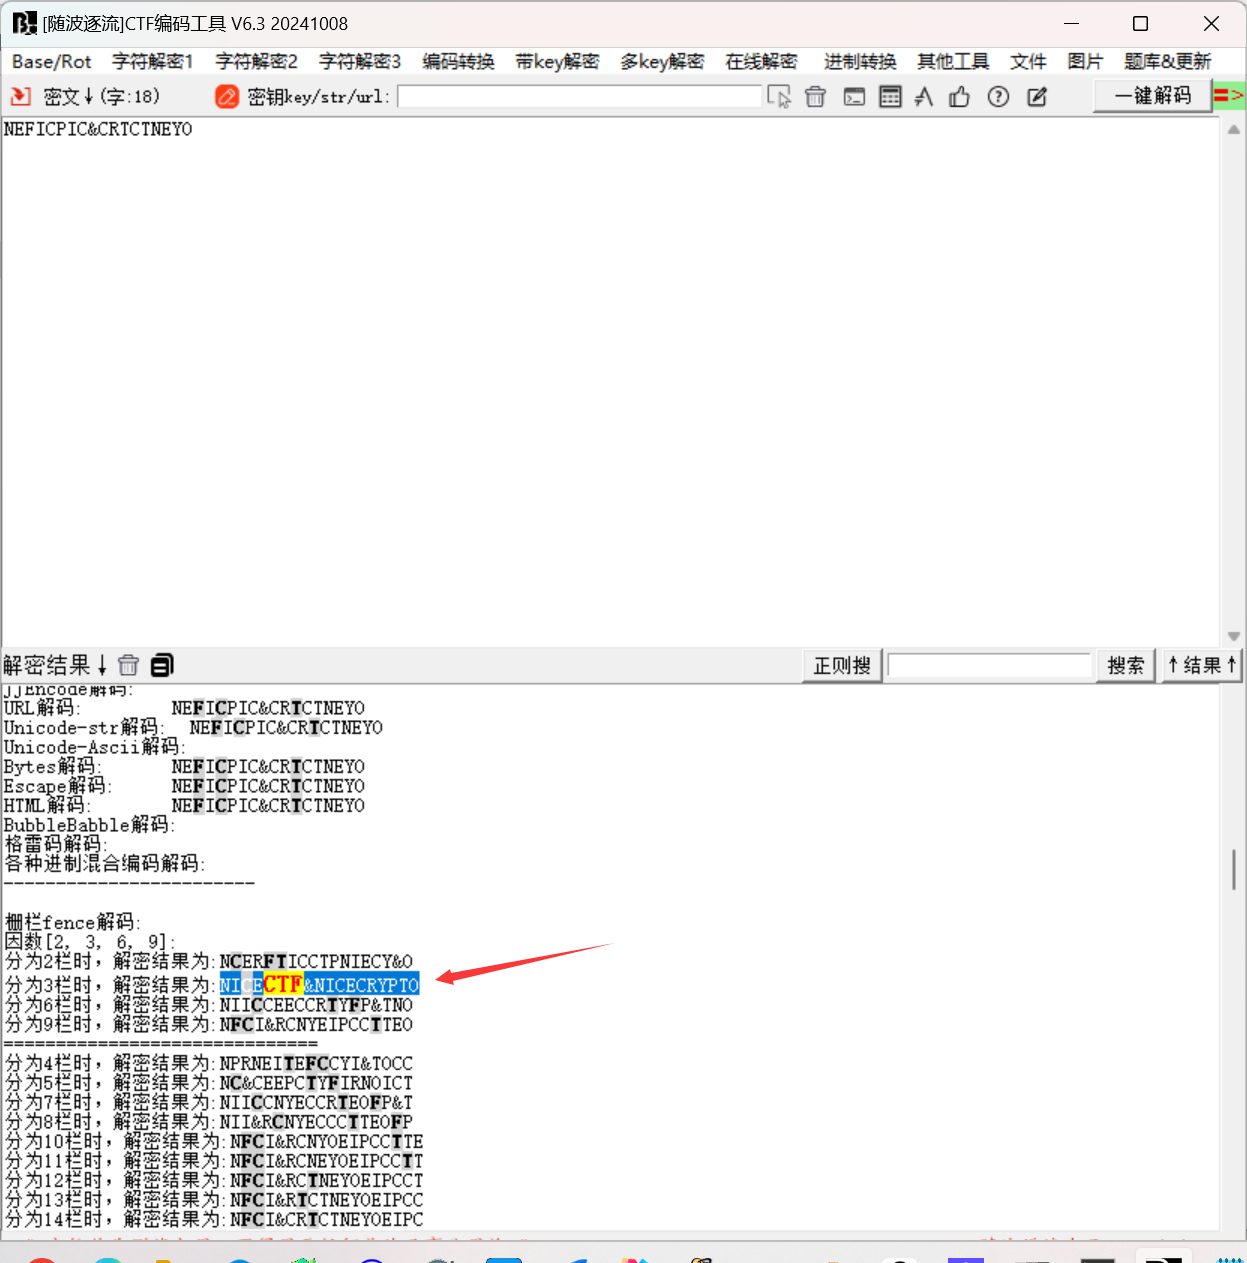 [随波逐流]CTF编码工具 V6.3 20241008
Base/Rot 字符解密1 字符解密2 字符解密3 编码转换 带key解密 多key解密 在线解密 进制转换 其他工具 文件 图片 题库&更新
密文↓(字:18) 密钥key/str/url: 一键解码 =>
NEFICPIC&CRTCTNEYO
解密结果↓ 正则搜 搜索 ↑结果↑
jjEncode解码:
URL解码: NEFICPIC&CRTCTNEYO
Unicode-str解码: NEFICPIC&CRTCTNEYO
Unicode-Ascii解码:
Bytes解码: NEFICPIC&CRTCTNEYO
Escape解码: NEFICPIC&CRTCTNEYO
HTML解码: NEFICPIC&CRTCTNEYO
BubbleBabble解码:
格雷码解码:
各种进制混合编码解码:
------------------------
栅栏fence解码:
因数[2, 3, 6, 9]:
分为2栏时，解密结果为:NCERFTICCTPNIECY&O
分为3栏时，解密结果为:NICECTF&NICECRYPTO
分为6栏时，解密结果为:NIICCEECCRTYFP&TNO
分为9栏时，解密结果为:NFCI&RCNYEIPCCTTEO
==============================
分为4栏时，解密结果为:NPRNEITEFCCYI&TOCC
分为5栏时，解密结果为:NC&CEEPCTYFIRNOICT
分为7栏时，解密结果为:NIICCNYECCRTEOFP&T
分为8栏时，解密结果为:NII&RCNYECCCTTEOFP
分为10栏时，解密结果为:NFCI&RCNYOEIPCCTTE
分为11栏时，解密结果为:NFCI&RCNEYOEIPCCTT
分为12栏时，解密结果为:NFCI&RCTNEYOEIPCCT
分为13栏时，解密结果为:NFCI&RTCTNEYOEIPCC
分为14栏时，解密结果为:NFCI&CRTCTNEYOEIPC